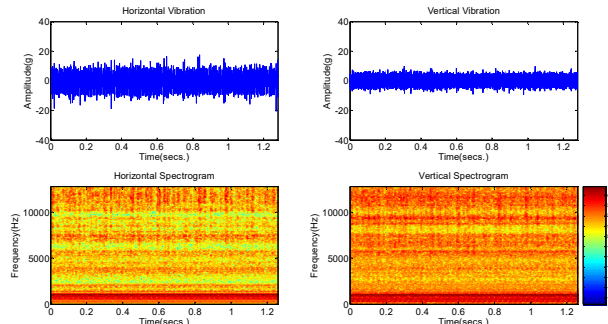 Horizontal Vibration
Vertical Vibration
Amplitude(g)
40
20
0
-20
-40
0 0.2 0.4 0.6 0.8 1 1.2
Time(secs.)
Amplitude(g)
40
20
0
-20
-40
0 0.2 0.4 0.6 0.8 1 1.2
Time(secs.)
Horizontal Spectrogram
Vertical Spectrogram
Frequency(Hz)
10000
5000
0
0 0.2 0.4 0.6 0.8 1 1.2
Time(secs.)
Frequency(Hz)
10000
5000
0
0 0.2 0.4 0.6 0.8 1 1.2
Time(secs.)